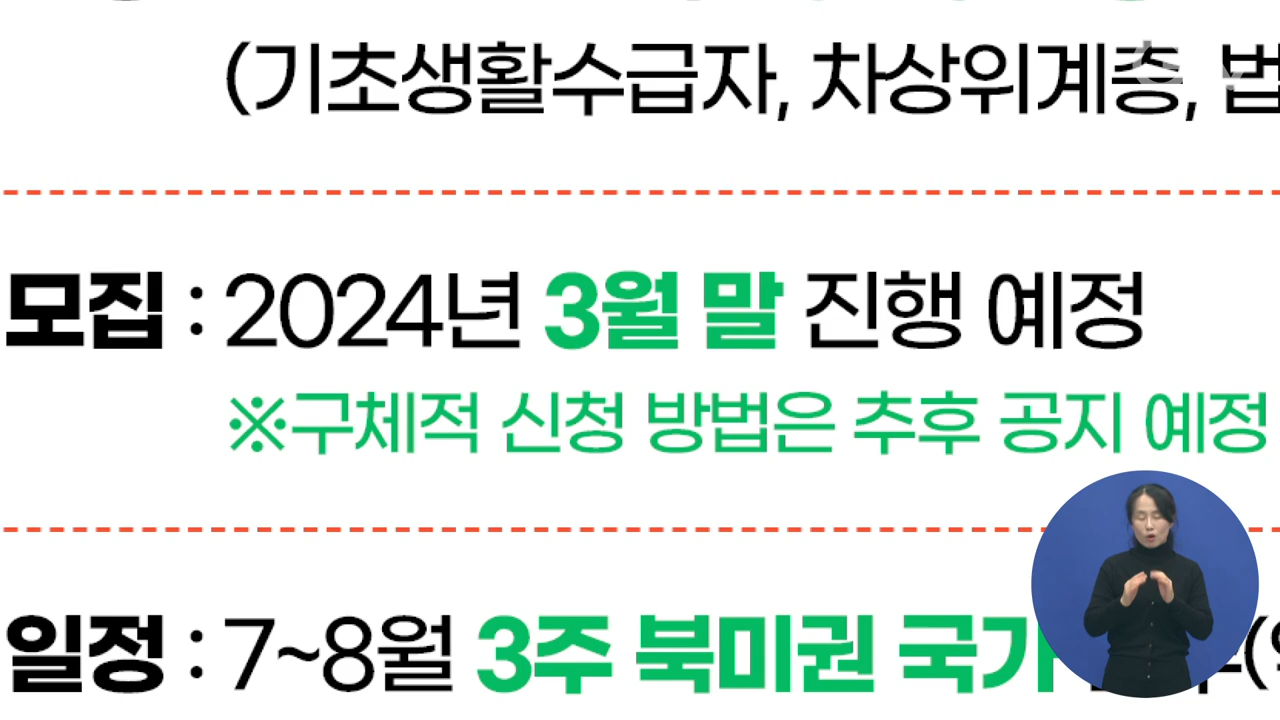 (기초생활수급자, 차상위계층, 법
모집 : 2024년 3월 말 진행 예정
※구체적 신청 방법은 추후 공지 예정
일정 : 7~8월 3주 북미권 국가